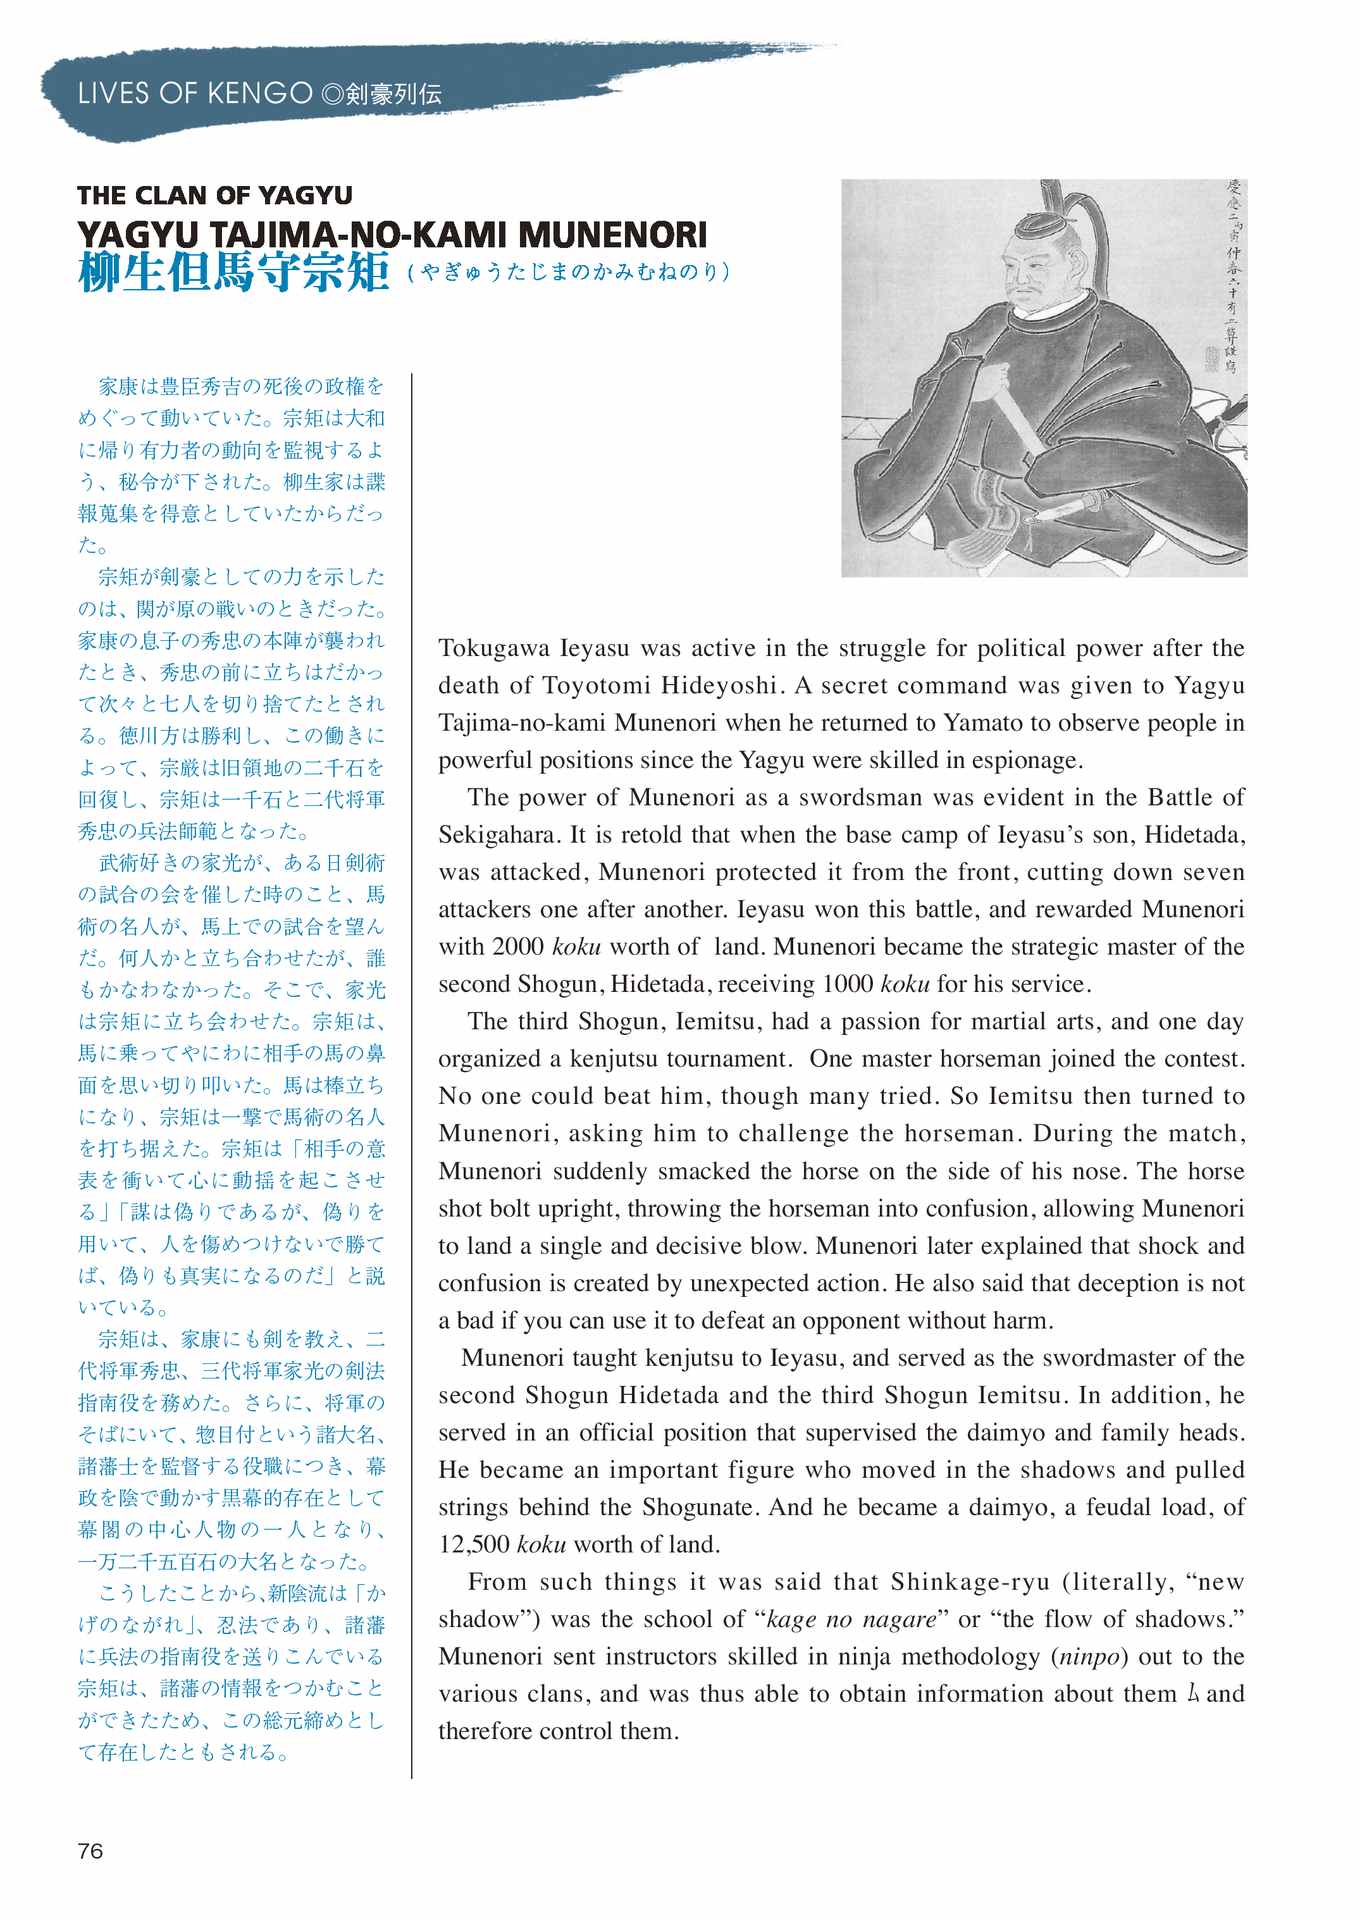 LIVES OF KENGO ◎剣豪列伝
THE CLAN OF YAGYU
YAGYU TAJIMA-NO-KAMI MUNENORI
柳生但馬守宗矩 (やぎゅうたじまのかみむねのり）
慶應二丙寅仲春六十有二
家康は豊臣秀吉の死後の政権を
めぐって動いていた。宗矩は大和
に帰り有力者の動向を監視するよ
う、秘令が下された。柳生家は諜
報蒐集を得意としていたからだっ
た。
宗矩が剣豪としての力を示した
のは、関が原の戦いのときだった。
家康の息子の秀忠の本陣が襲われ
たとき、秀忠の前に立ちはだかっ
て次々と七人を切り捨てたとされ
る。徳川方は勝利し、この働きに
よって、宗厳は旧領地の二千石を
回復し、宗矩は一千石と二代将軍
秀忠の兵法師範となった。
武術好きの家光が、ある日剣術
の試合の会を催した時のこと、馬
術の名人が、馬上での試合を望ん
だ。何人かと立ち合わせたが、誰
もかなわなかった。そこで、家光
は宗矩に立ち会わせた。宗矩は、
馬に乗ってやにわに相手の馬の鼻
面を思い切り叩いた。馬は棒立ち
になり、宗矩は一撃で馬術の名人
を打ち据えた。宗矩は「相手の意
表を衝いて心に動揺を起こさせ
る」「謀は偽りであるが、偽りを
用いて、人を傷めつけないで勝て
ば、偽りも真実になるのだ」と説
いている。
宗矩は、家康にも剣を教え、二
代将軍秀忠、三代将軍家光の剣法
指南役を務めた。さらに、将軍の
そばにいて、惣目付という諸大名、
諸藩士を監督する役職につき、幕
政を陰で動かす黒幕的存在として
幕閣の中心人物の一人となり、
一万二千五百石の大名となった。
こうしたことから、新陰流は「か
げのながれ」、忍法であり、諸藩
に兵法の指南役を送りこんでいる
宗矩は、諸藩の情報をつかむこと
ができたため、この総元締めとし
て存在したともされる。
Tokugawa Ieyasu was active in the struggle for political power after the
death of Toyotomi Hideyoshi. A secret command was given to Yagyu
Tajima-no-kami Munenori when he returned to Yamato to observe people in
powerful positions since the Yagyu were skilled in espionage.
The power of Munenori as a swordsman was evident in the Battle of
Sekigahara. It is retold that when the base camp of Ieyasu’s son, Hidetada,
was attacked, Munenori protected it from the front, cutting down seven
attackers one after another. Ieyasu won this battle, and rewarded Munenori
with 2000 koku worth of land. Munenori became the strategic master of the
second Shogun, Hidetada, receiving 1000 koku for his service.
The third Shogun, Iemitsu, had a passion for martial arts, and one day
organized a kenjutsu tournament. One master horseman joined the contest.
No one could beat him, though many tried. So Iemitsu then turned to
Munenori, asking him to challenge the horseman. During the match,
Munenori suddenly smacked the horse on the side of his nose. The horse
shot bolt upright, throwing the horseman into confusion, allowing Munenori
to land a single and decisive blow. Munenori later explained that shock and
confusion is created by unexpected action. He also said that deception is not
a bad if you can use it to defeat an opponent without harm.
Munenori taught kenjutsu to Ieyasu, and served as the swordmaster of the
second Shogun Hidetada and the third Shogun Iemitsu. In addition, he
served in an official position that supervised the daimyo and family heads.
He became an important figure who moved in the shadows and pulled
strings behind the Shogunate. And he became a daimyo, a feudal load, of
12,500 koku worth of land.
From such things it was said that Shinkage-ryu (literally, “new
shadow”) was the school of “kage no nagare” or “the flow of shadows.”
Munenori sent instructors skilled in ninja methodology (ninpo) out to the
various clans, and was thus able to obtain information about them and
therefore control them.
76